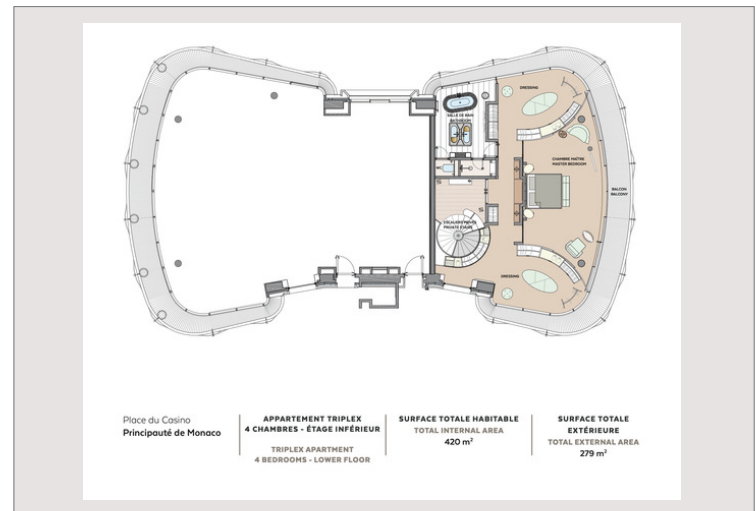 DRESSING
SALLE DE BAIN
BATHROOM
CHAMBRE MAÎTRE
MASTER BEDROOM
BALCON
BALCONY
ESCALIERS PRIVÉS
PRIVATE STAIRS
DRESSING
Place du Casino
Principauté de Monaco
APPARTEMENT TRIPLEX
4 CHAMBRES - ÉTAGE INFÉRIEUR
TRIPLEX APARTMENT
4 BEDROOMS - LOWER FLOOR
SURFACE TOTALE HABITABLE
TOTAL INTERNAL AREA
420 m²
SURFACE TOTALE
EXTÉRIEURE
TOTAL EXTERNAL AREA
279 m²